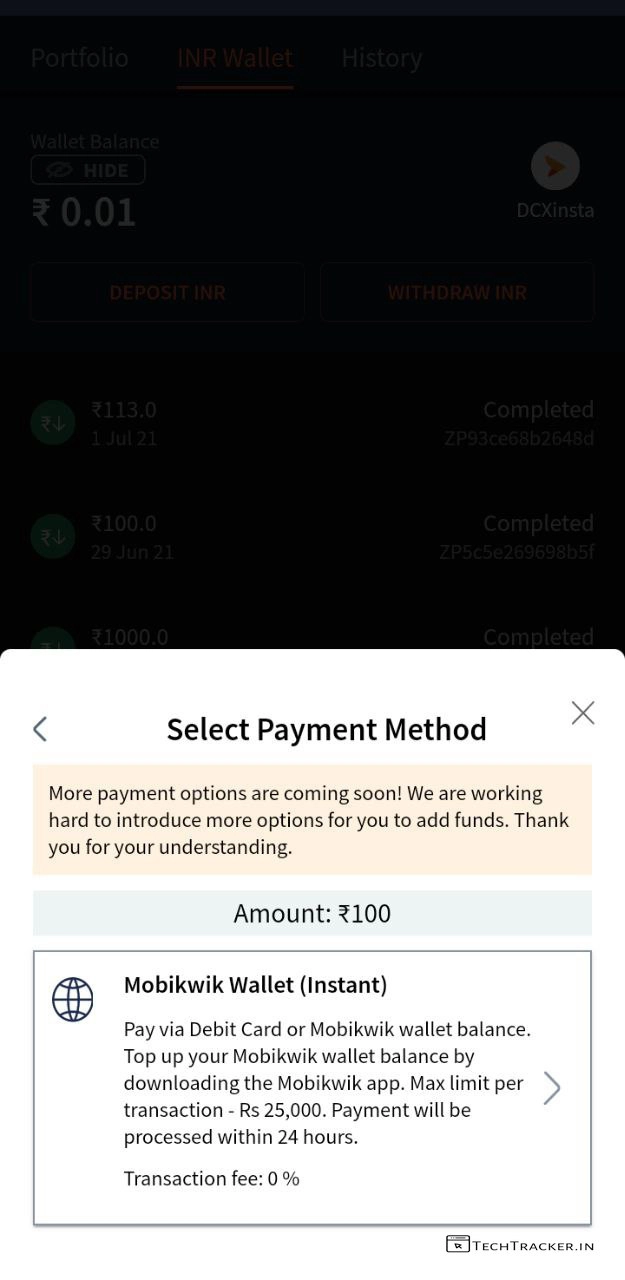 Portfolio INR Wallet History
Wallet Balance
HIDE
₹ 0.01
DCXinsta
DEPOSIT INR WITHDRAW INR
₹113.0 Completed
1 Jul 21 ZP93ce68b2648d
₹100.0 Completed
29 Jun 21 ZP5c5e269698b5f
₹1000.0 Completed
Select Payment Method
More payment options are coming soon! We are working
hard to introduce more options for you to add funds. Thank
you for your understanding.
Amount: ₹100
Mobikwik Wallet (Instant)
Pay via Debit Card or Mobikwik wallet balance.
Top up your Mobikwik wallet balance by
downloading the Mobikwik app. Max limit per
transaction - Rs 25,000. Payment will be
processed within 24 hours.
Transaction fee: 0 %
TECHTRACKER.IN